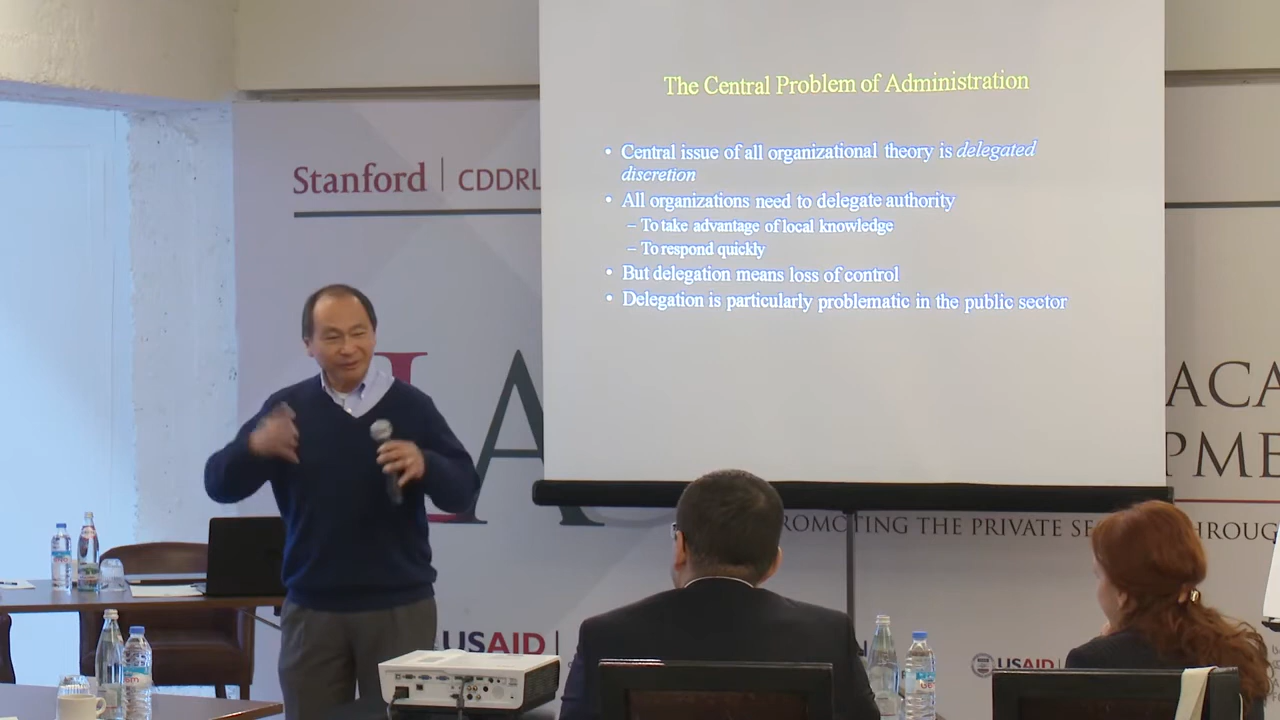 The Central Problem of Administration
• Central issue of all organizational theory is delegated
discretion
• All organizations need to delegate authority
– To take advantage of local knowledge
– To respond quickly
• But delegation means loss of control
• Delegation is particularly problematic in the public sector
Stanford | CDDRL
LA
ACA
PME
ROMOTING THE PRIVATE SE
HROUG
USAID
USAID